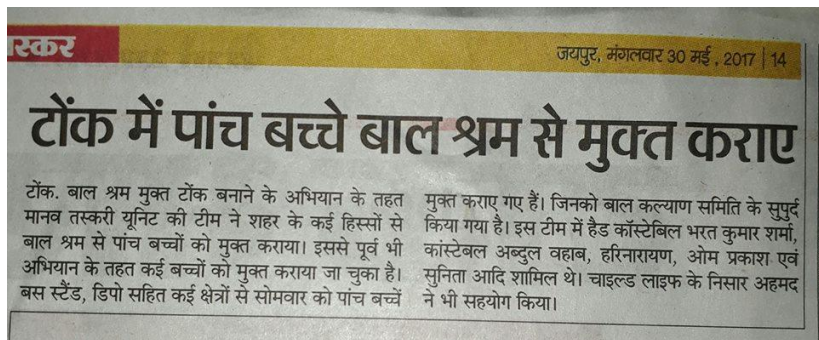 स्कर
जयपुर, मंगलवार 30 मई, 2017 | 14
टोंक में पांच बच्चे बाल श्रम से मुक्त कराए
टोंक. बाल श्रम मुक्त टोंक बनाने के अभियान के तहत
मानव तस्करी यूनिट की टीम ने शहर के कई हिस्सों से
बाल श्रम से पांच बच्चों को मुक्त कराया। इससे पूर्व भी
अभियान के तहत कई बच्चों को मुक्त कराया जा चुका है।
बस स्टैंड, डिपो सहित कई क्षेत्रों से सोमवार को पांच बच्चें
मुक्त कराए गए हैं। जिनको बाल कल्याण समिति के सुपुर्द
किया गया है। इस टीम में हैड कॉस्टेबिल भरत कुमार शर्मा,
कांस्टेबल अब्दुल वहाब, हरिनारायण, ओम प्रकाश एवं
सुनिता आदि शामिल थे। चाइल्ड लाइफ के निसार अहमद
ने भी सहयोग किया।